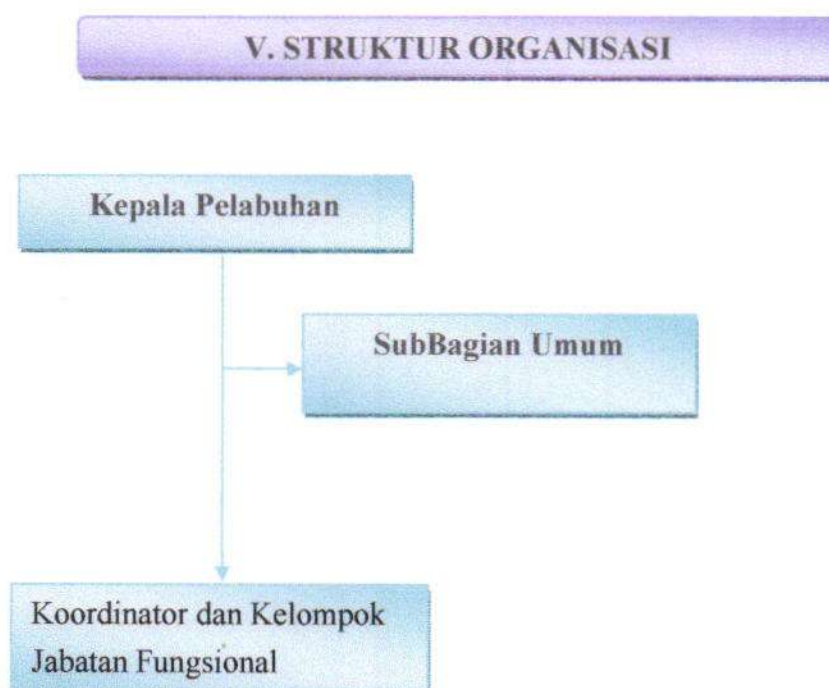 V. STRUKTUR ORGANISASI
Kepala Pelabuhan
SubBagian Umum
Koordinator dan Kelompok
Jabatan Fungsional